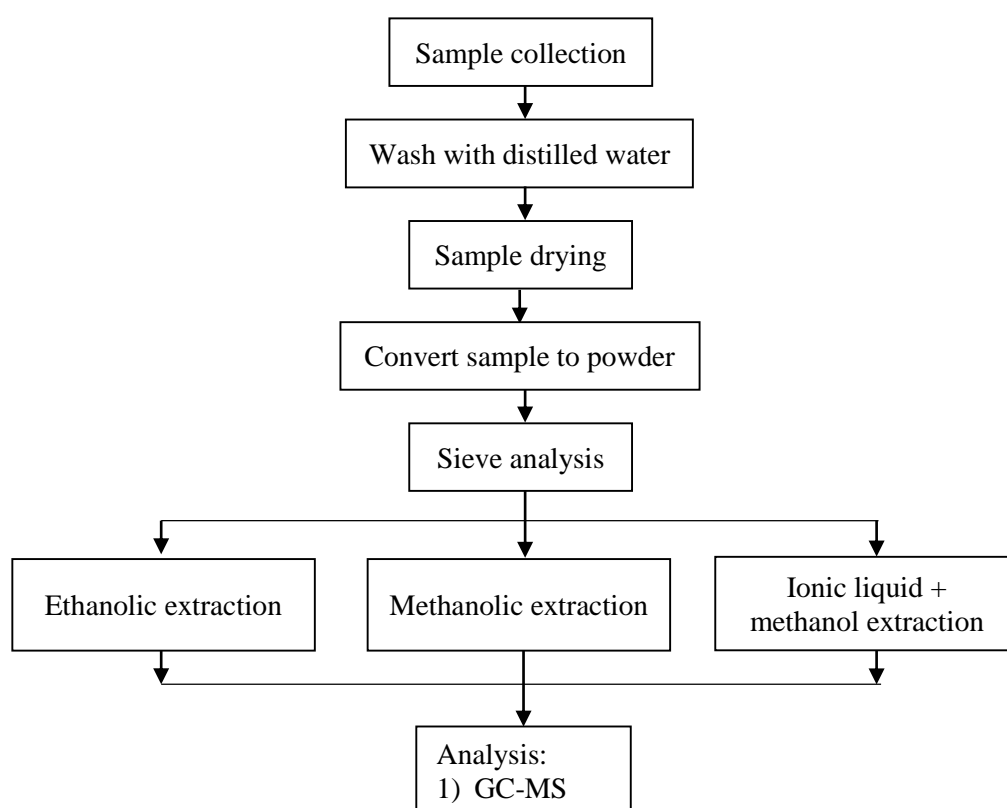 Sample collection
Wash with distilled water
Sample drying
Convert sample to powder
Sieve analysis
Ethanolic extraction
Methanolic extraction
Ionic liquid +
methanol extraction
Analysis:
1) GC-MS